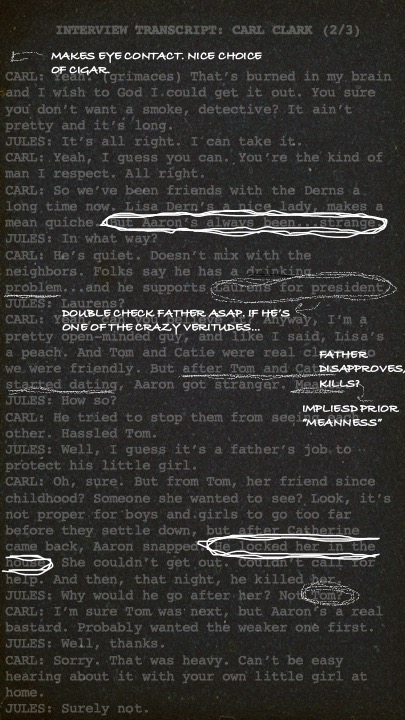 INTERVIEW TRANSCRIPT: CARL CLARK (2/3)
MAKES EYE CONTACT. NICE CHOICE
OF CIGAR
CARL: Yeah. (grimaces) That's burned in my brain
and I wish to God I could get it out. You sure
you don't want a smoke, detective? It ain't
pretty and it's long.
JULES: It's all right. I can take it.
CARL: Yeah, I guess you can. You're the kind of
man I respect. All right.
CARL: So we've been friends with the Derns a
long time now. Lisa Dern's a nice lady, makes a
mean quiche. But Aaron's always been...strange.
JULES: In what way?
CARL: He's quiet. Doesn't mix with the
neighbors. Folks say he has a drinking
problem...and he supports Laurens for president
JULES: Laurens?
DOUBLE CHECK FATHER ASAP. IF HE'S
ONE OF THE CRAZY VERITUDES...
CARL: Yeah, can you believe it? Anyway, I'm a
pretty open-minded guy, and like I said, Lisa's
a peach. And Tom and Catie were real close, so
we were friendly. But after Tom and Catie
started dating, Aaron got stranger. Mean
FATHER
DISAPPROVES,
KILLS?
JULES: How so?
IMPLIESD PRIOR
"MEANNESS"
CARL: He tried to stop them from seeing each
other. Hassled Tom.
JULES: Well, I guess it's a father's job to
protect his little girl.
CARL: Oh, sure. But from Tom, her friend since
childhood? Someone she wanted to see? Look, it's
not proper for boys and girls to go too far
before they settle down, but after Catherine
came back, Aaron snapped. He locked her in the
house. She couldn't get out. Couldn't call for
help. And then, that night, he killed her.
JULES: Why would he go after her? Not Tom?
CARL: I'm sure Tom was next, but Aaron's a real
bastard. Probably wanted the weaker one first.
JULES: Well, thanks.
CARL: Sorry. That was heavy. Can't be easy
hearing about it with your own little girl at
home.
JULES: Surely not.